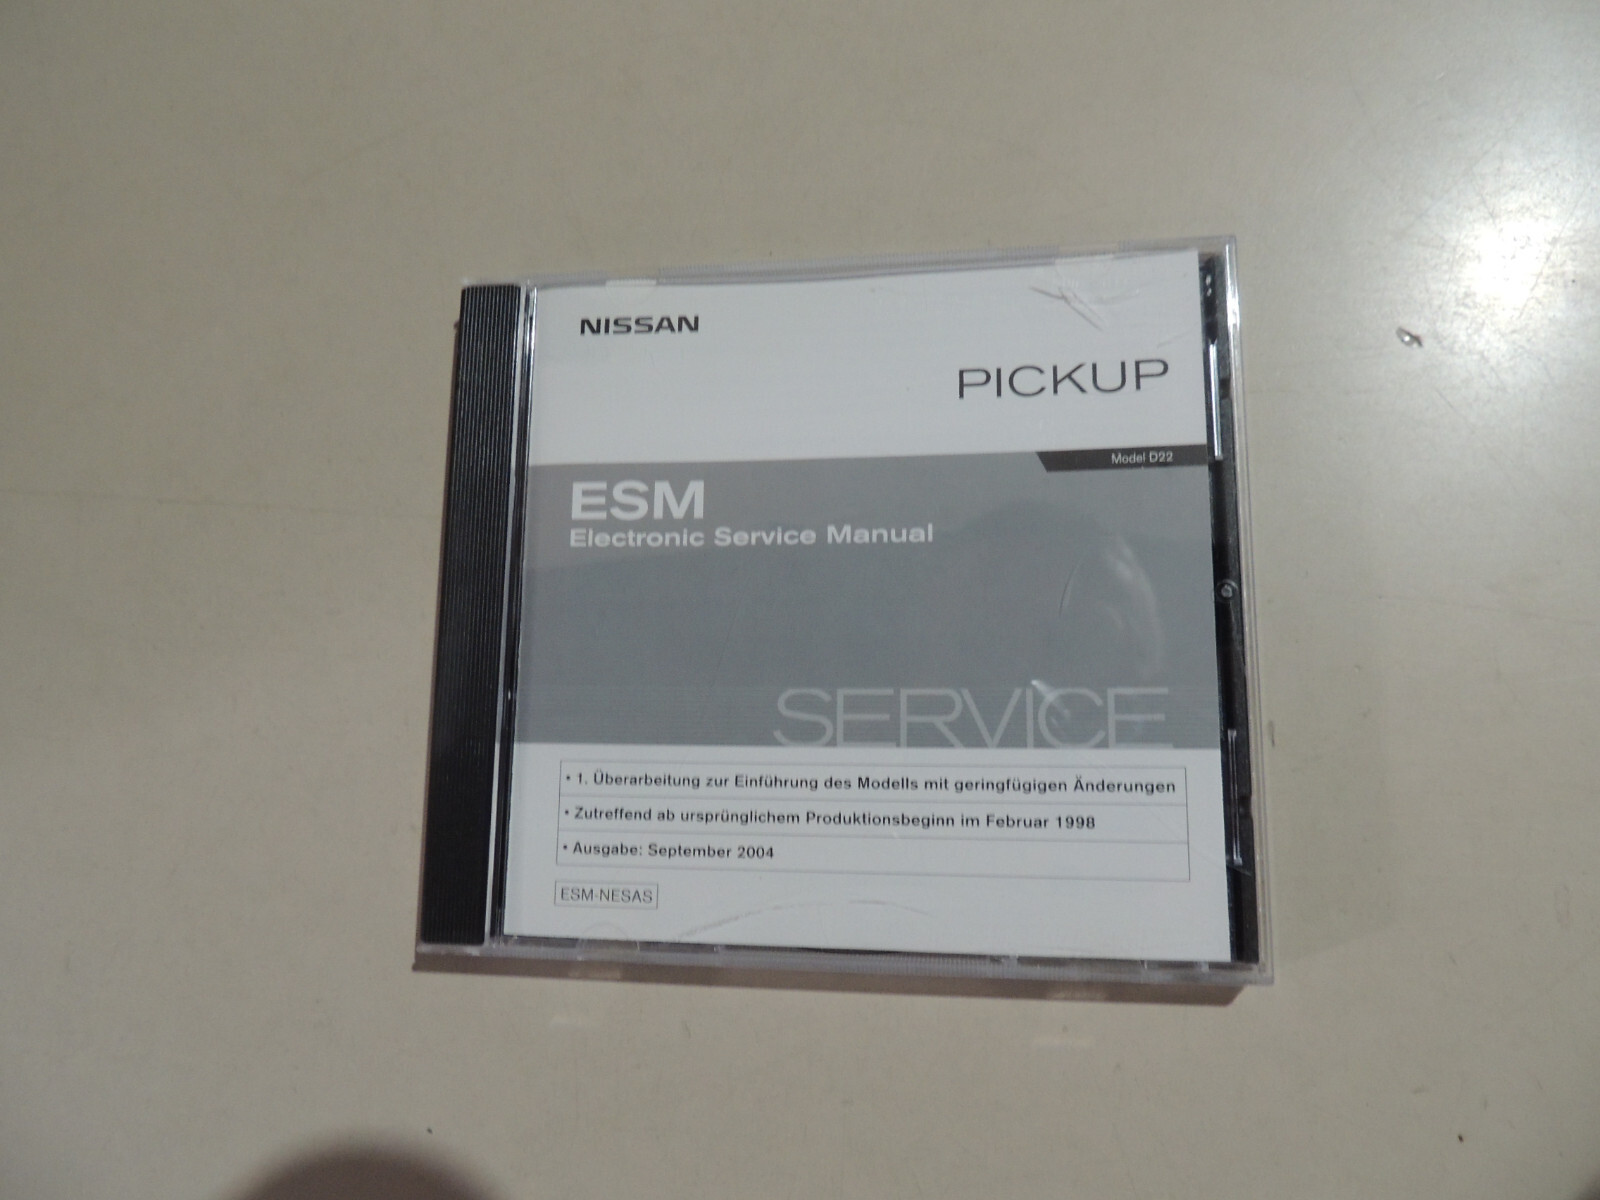 NISSAN
PICKUP
Model D22
ESM
Electronic Service Manual
SERVICE
• 1. Überarbeitung zur Einführung des Modells mit geringfügigen Änderungen
• Zutreffend ab ursprünglichem Produktionsbeginn im Februar 1998
• Ausgabe: September 2004
ESM-NESAS